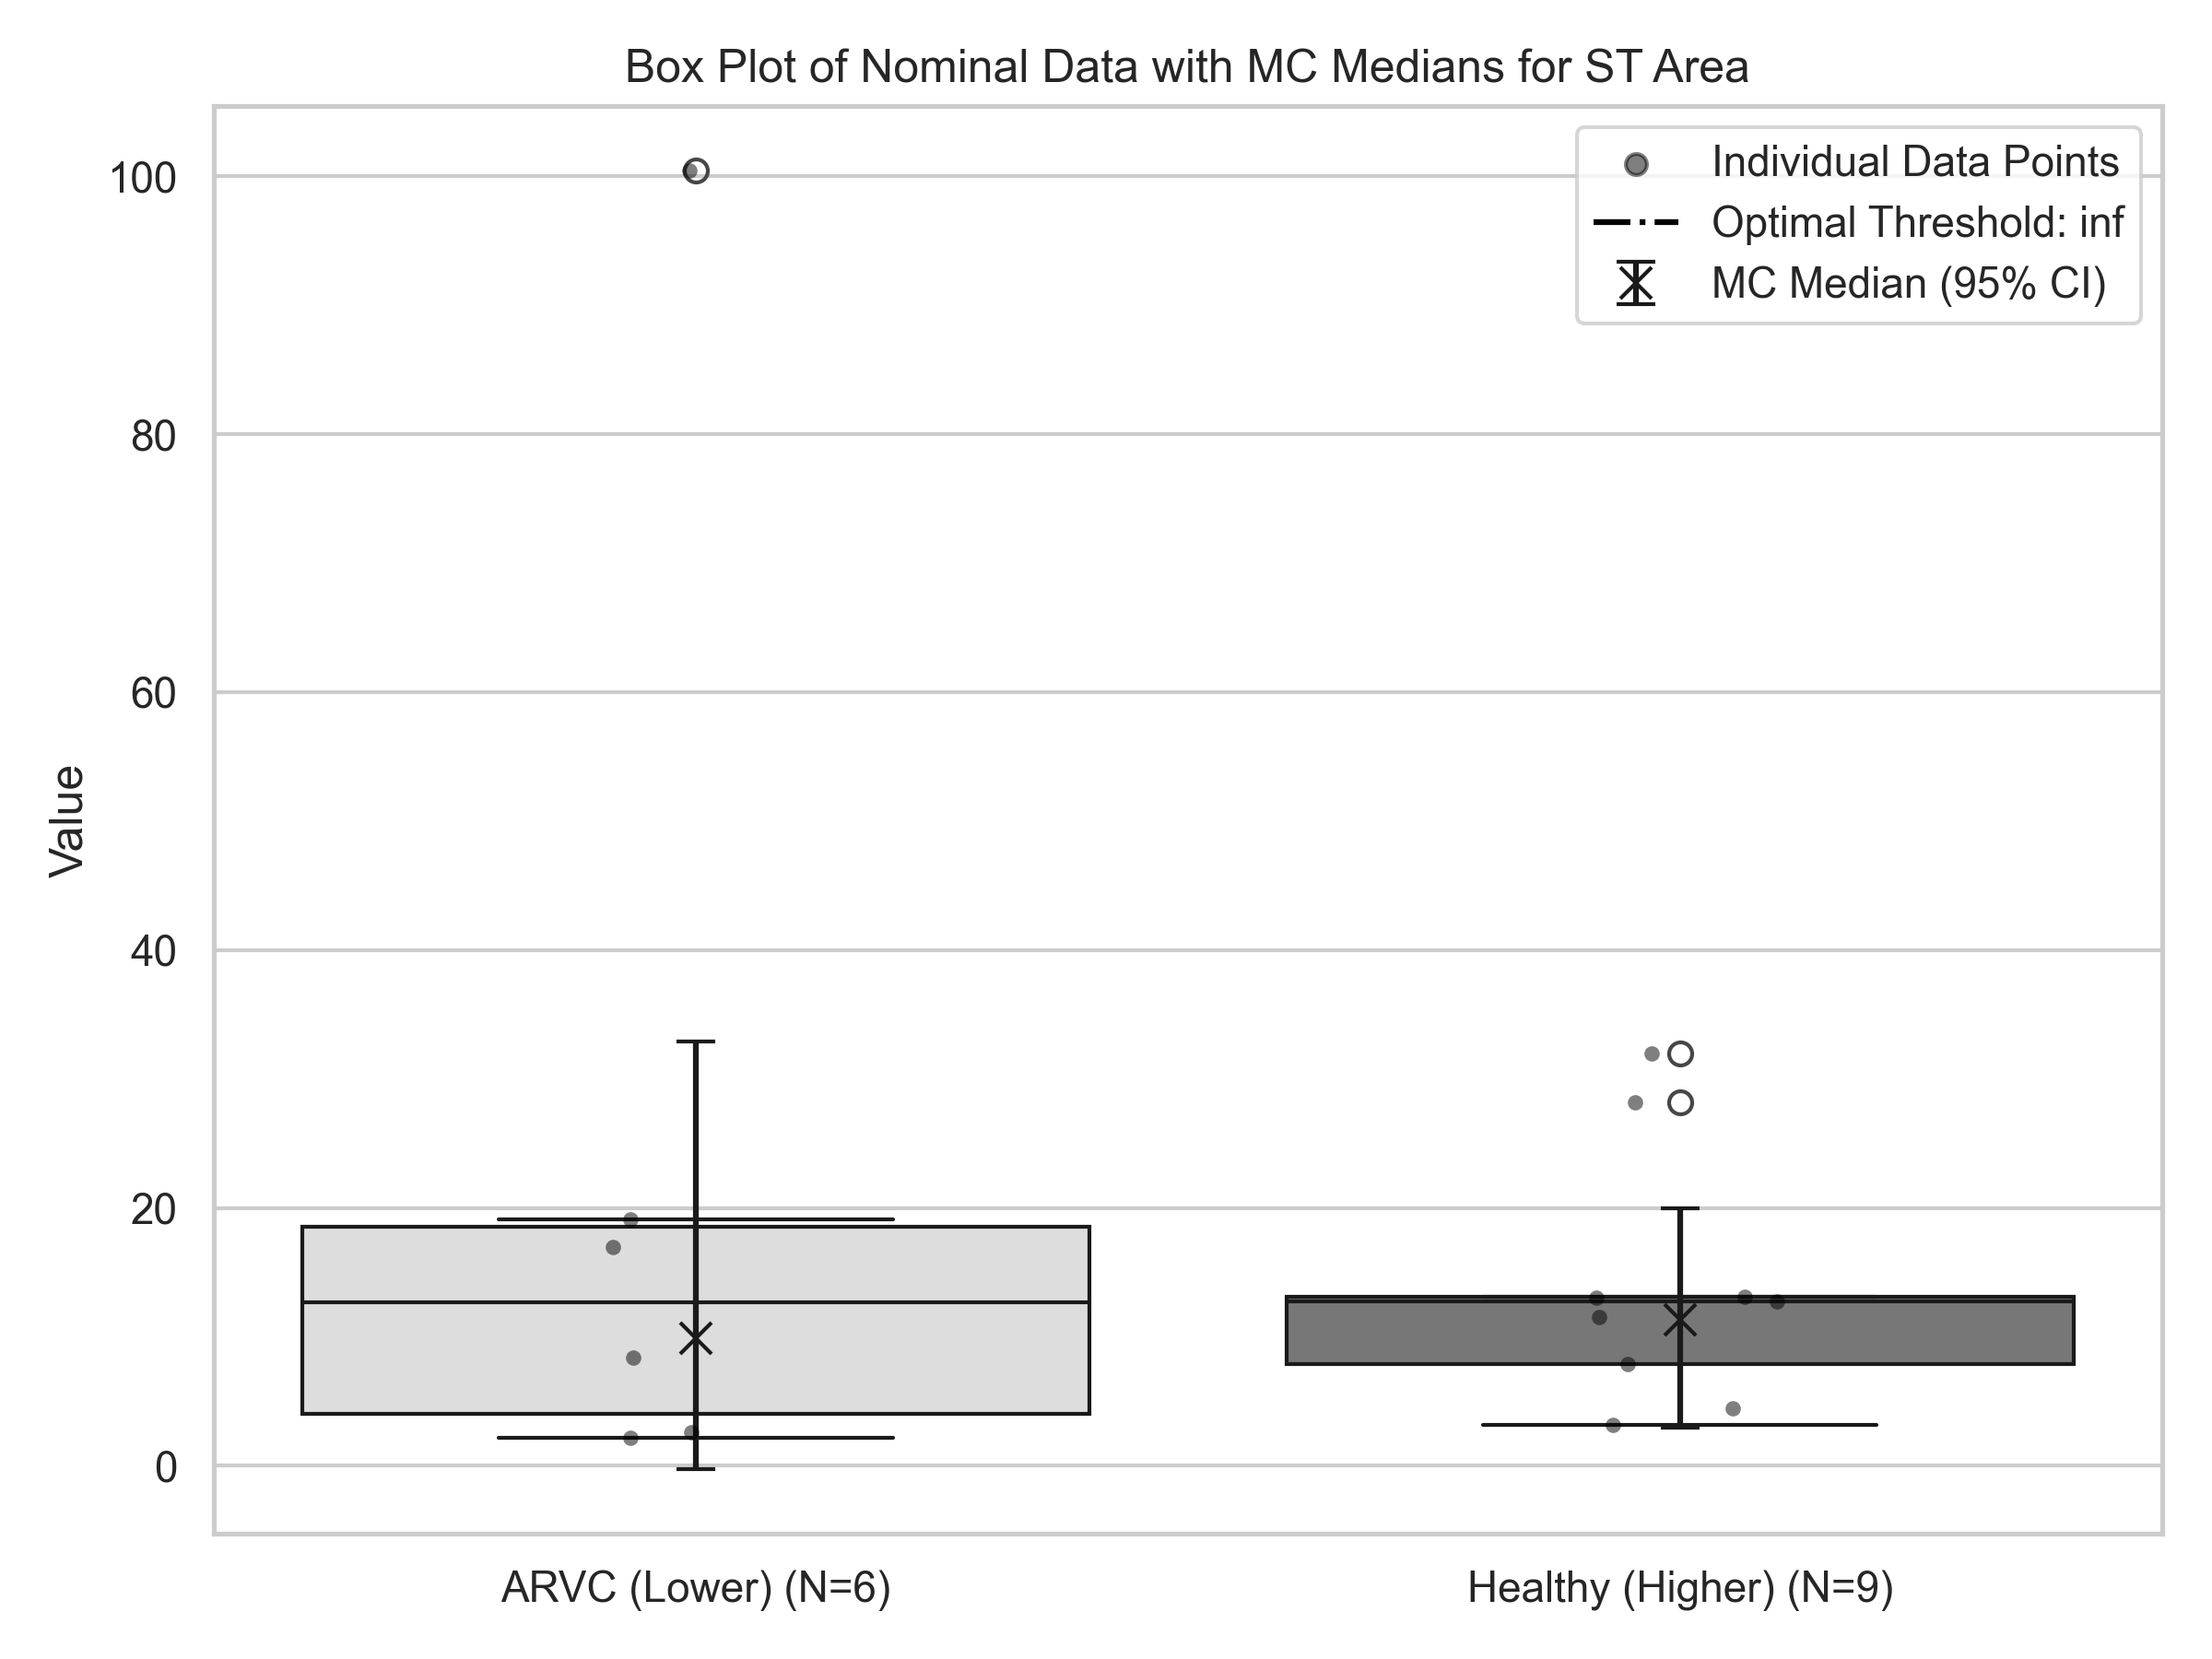 Box Plot of Nominal Data with MC Medians for ST Area
Individual Data Points
Optimal Threshold: inf
MC Median (95% CI)
Value
100
80
60
40
20
0
ARVC (Lower) (N=6)
Healthy (Higher) (N=9)